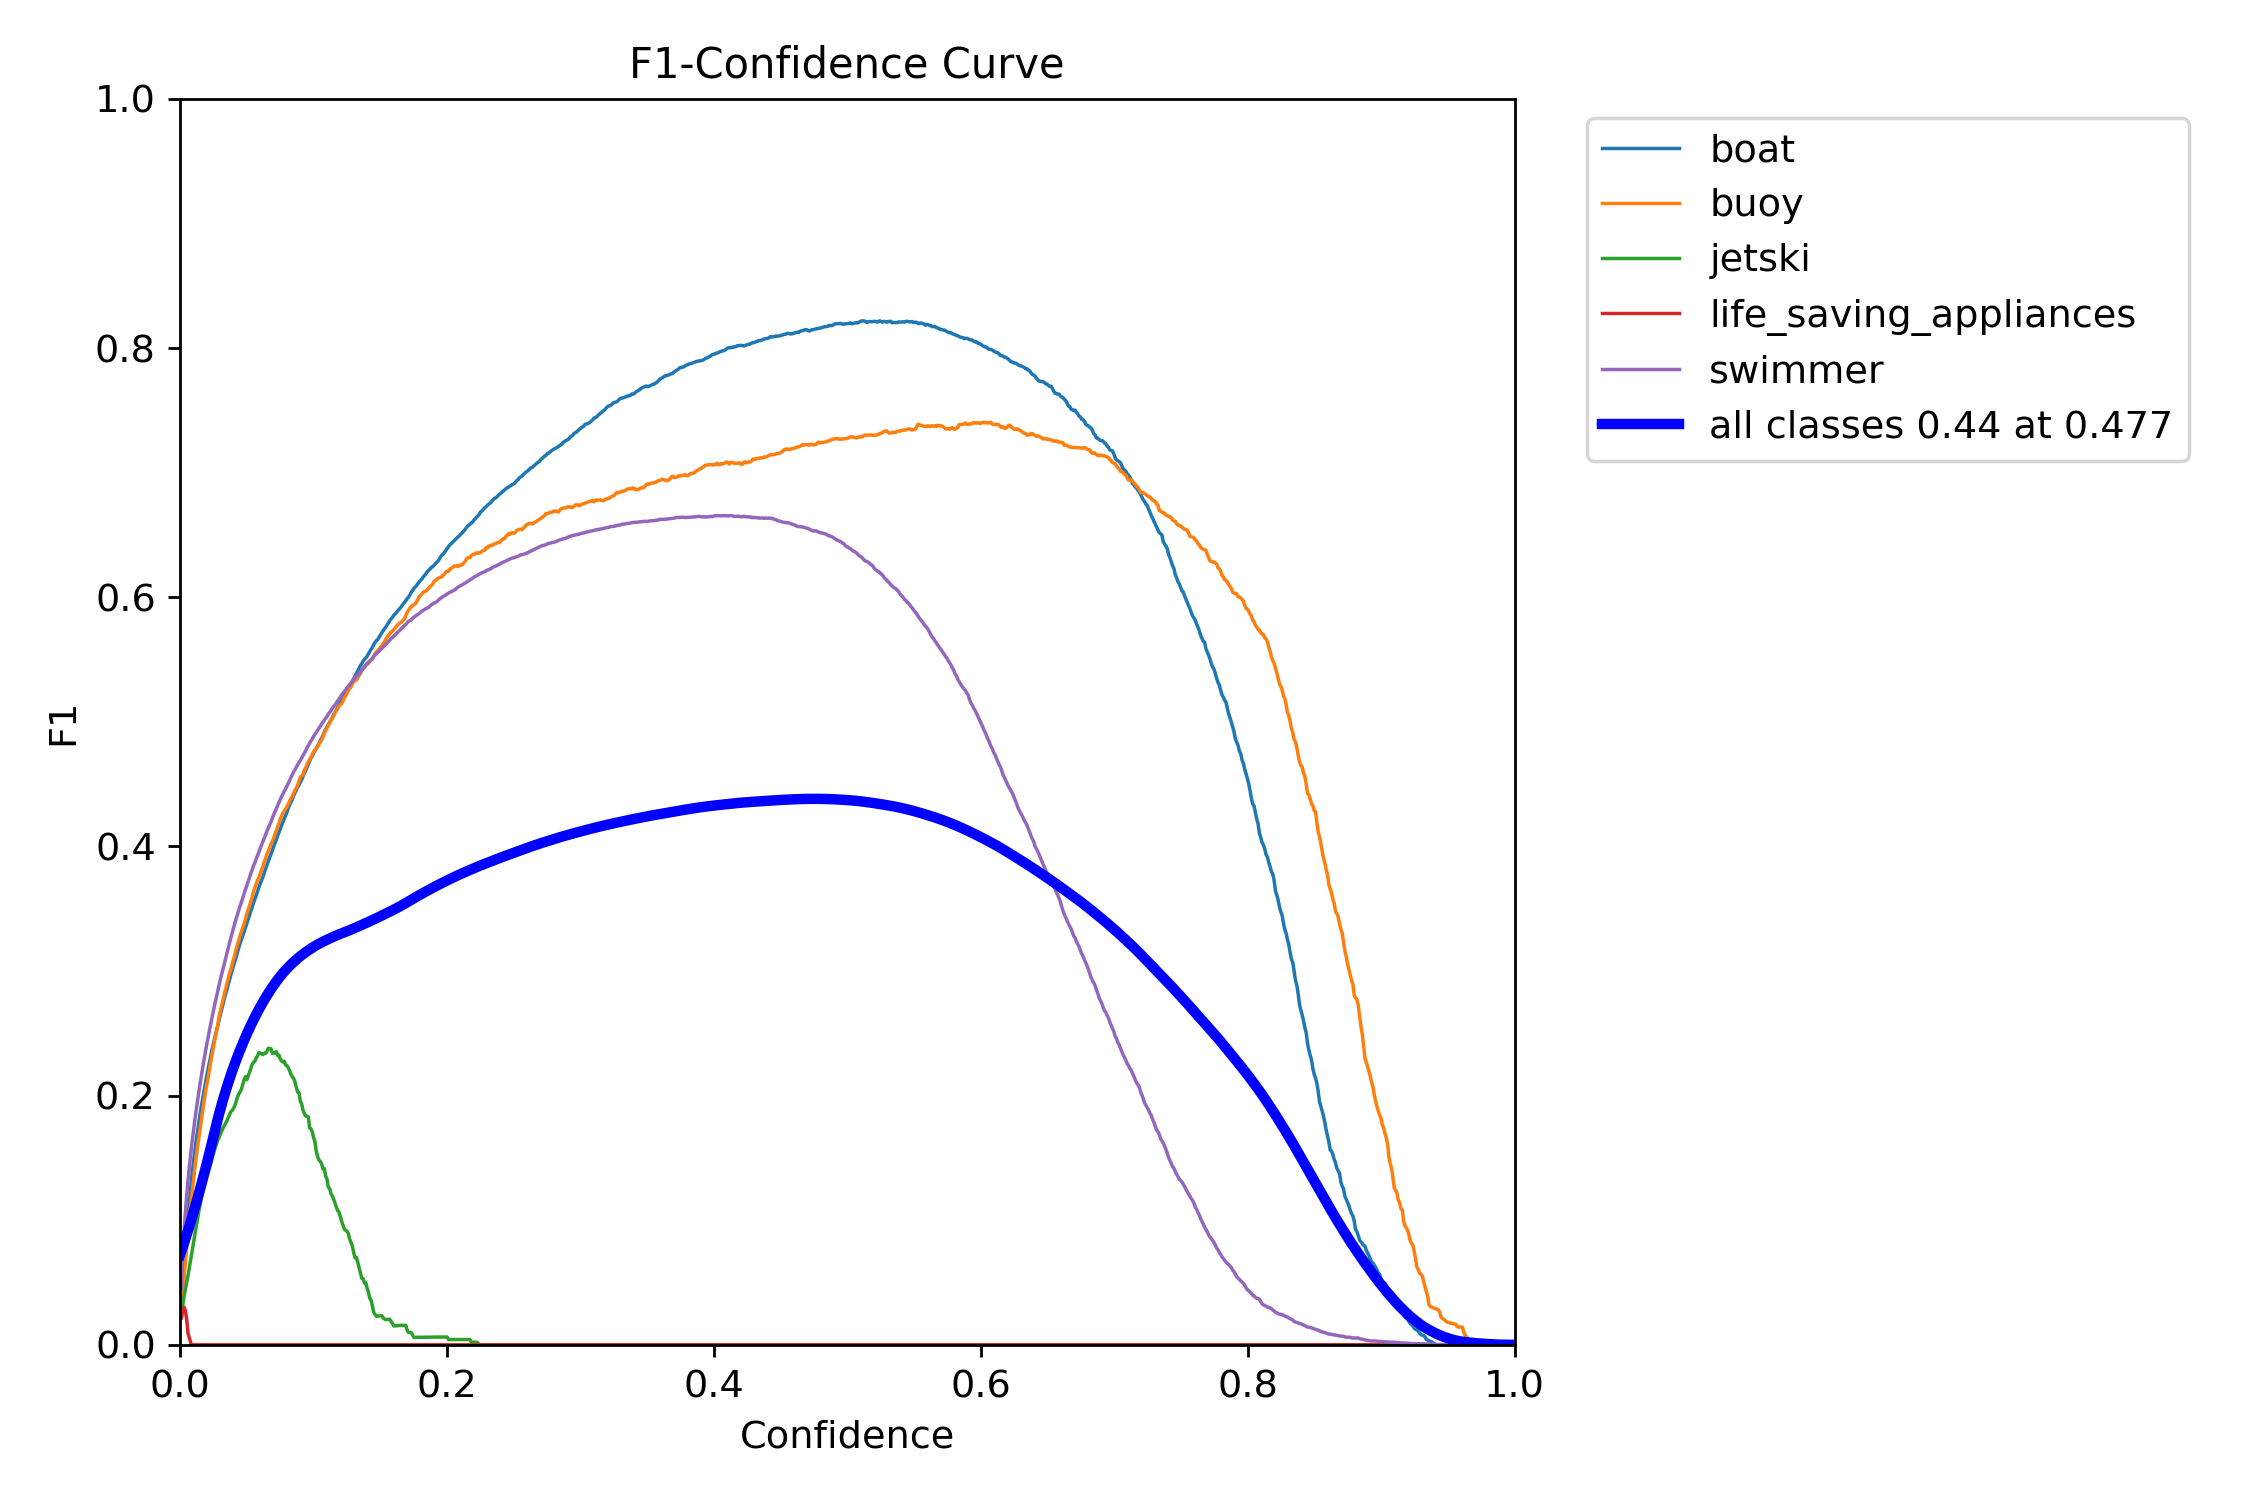 F1-Confidence Curve
1.0
0.8
0.6
0.4
0.2
0.0
F1
0.0 0.2 0.4 0.6 0.8 1.0
Confidence
boat
buoy
jetski
life_saving_appliances
swimmer
all classes 0.44 at 0.477